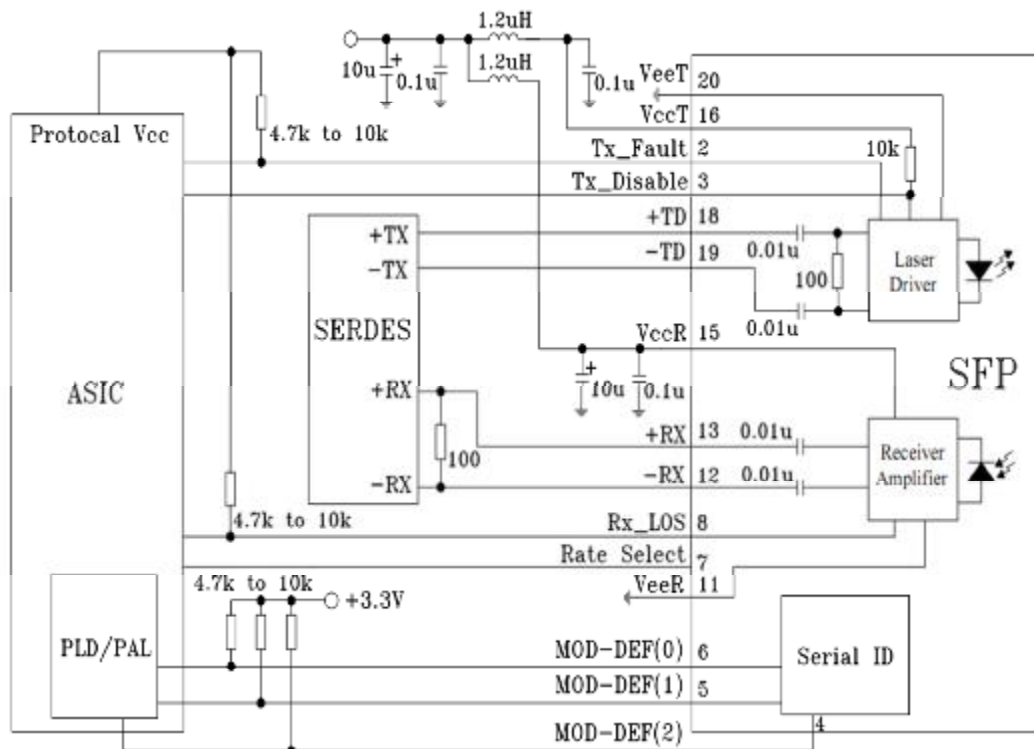 1.2uH
1.2uH
10u
+
0.1u
0.1u
VeeT 20
VccT 16
Protocal Vcc
4.7k to 10k
Tx_Fault 2
10k
Tx_Disable 3
+TD 18
-TD 19
0.01u
0.01u
100
Laser
Driver
+TX
-TX
SERDES
+RX
-RX
100
VccR 15
+
10u
0.1u
SFP
ASIC
+RX 13 0.01u
-RX 12 0.01u
Receiver
Amplifier
4.7k to 10k
Rx_LOS 8
Rate Select 7
VeeR 11
4.7k to 10k
+3.3V
PLD/PAL
MOD-DEF(0) 6
MOD-DEF(1) 5
MOD-DEF(2) 4
Serial ID